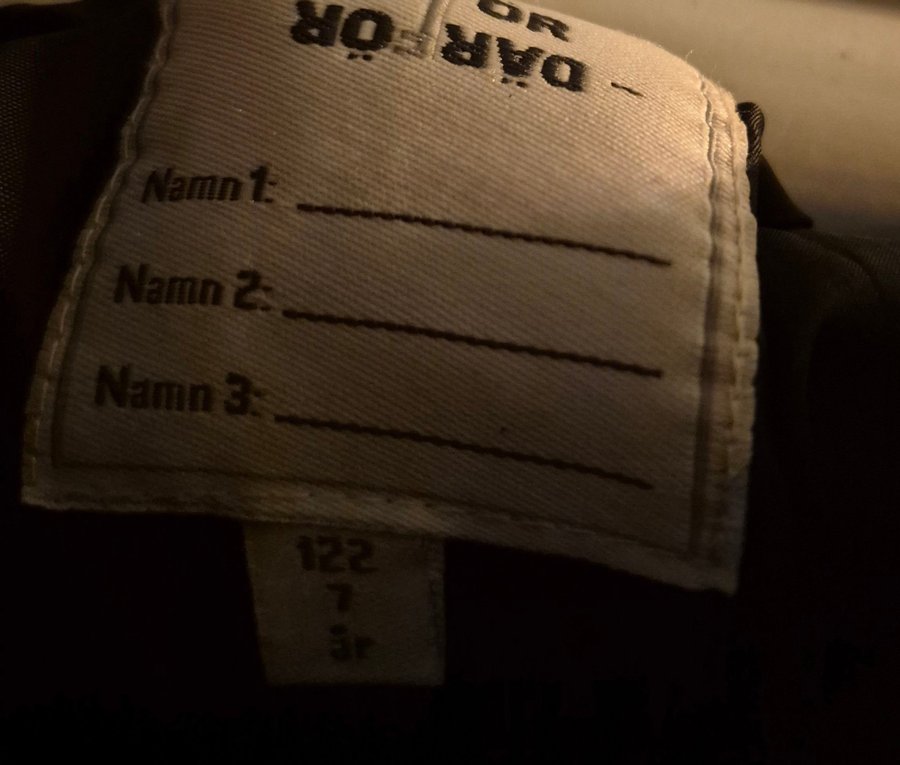 - DÄRFÖR
Namn 1:
Namn 2:
Namn 3:
122
7
år